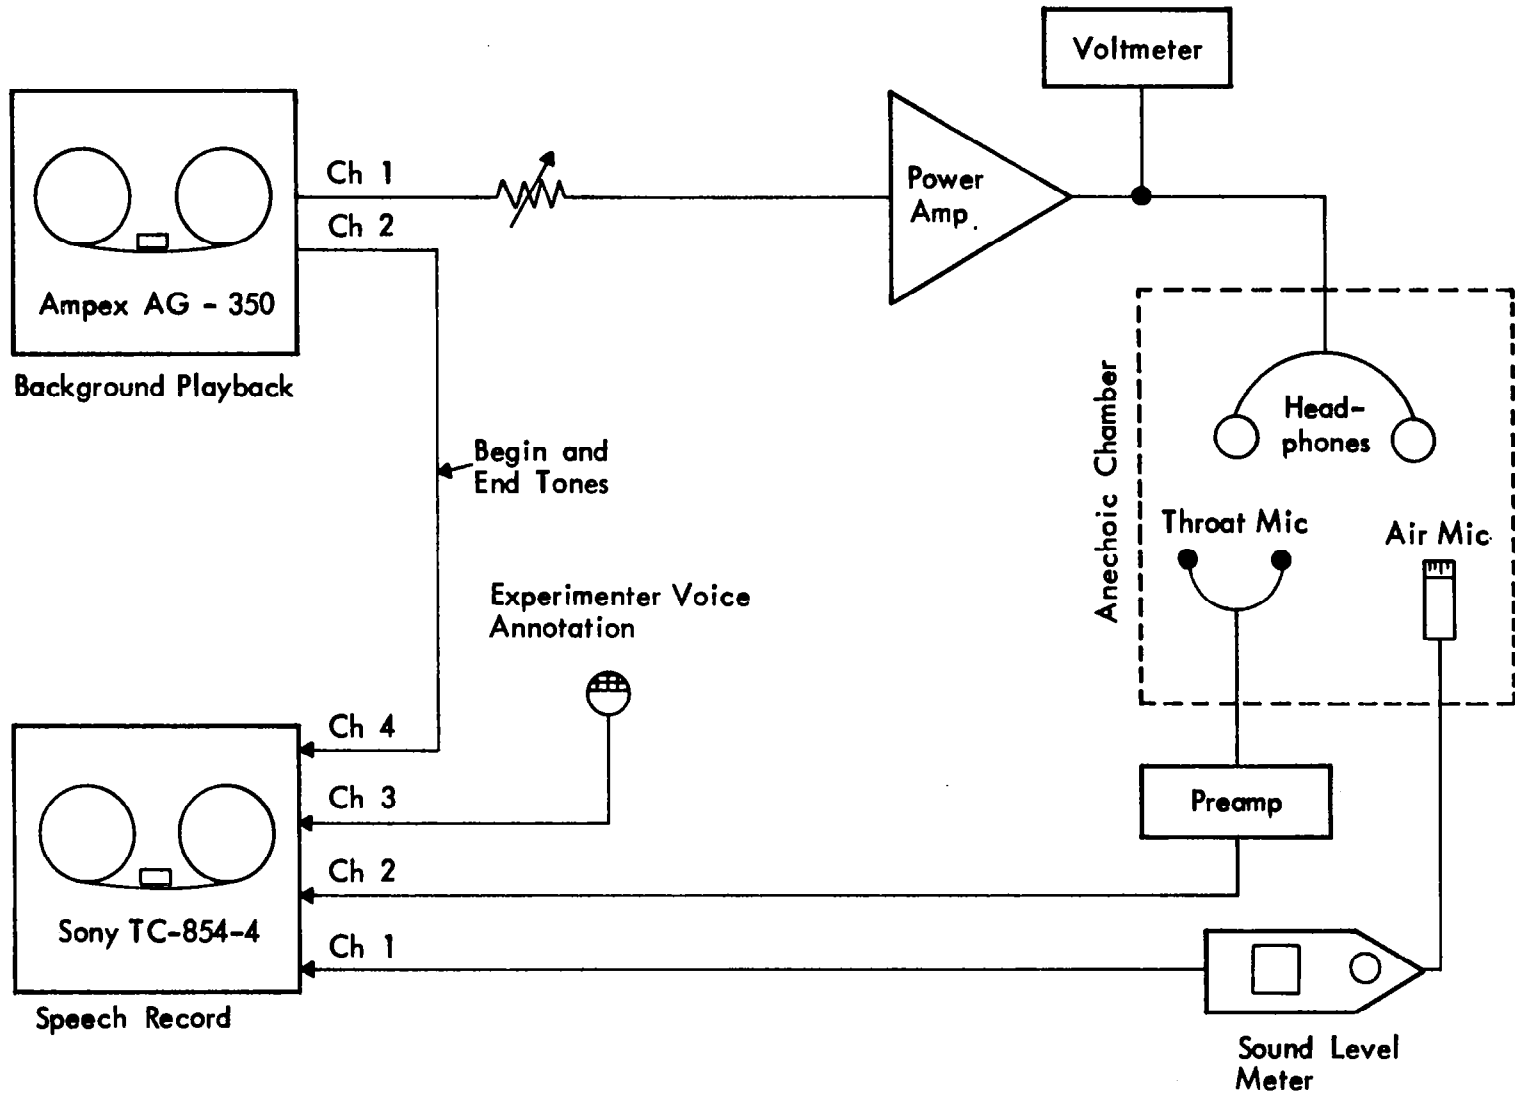 Voltmeter
Ch 1
Power
Amp.
Ch 2
Ampex AG - 350
Background Playback
Anechoic Chamber
Head-
phones
Begin and
End Tones
Throat Mic
Air Mic
Experimenter Voice
Annotation
Ch 4
Ch 3
Preamp
Ch 2
Sony TC-854-4
Ch 1
Speech Record
Sound Level
Meter